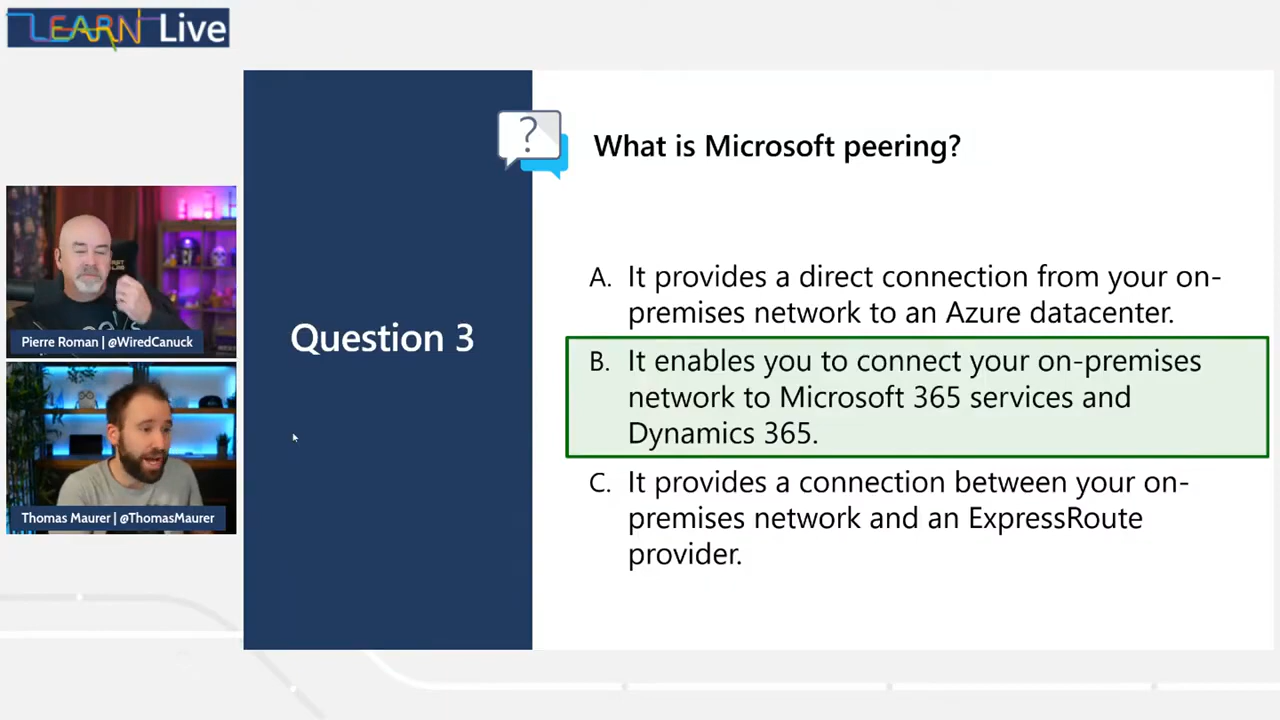 LEARN Live
?
What is Microsoft peering?
Pierre Roman | @WiredCanuck
Thomas Maurer | @ThomasMaurer
Question 3
A. It provides a direct connection from your on-
premises network to an Azure datacenter.
B. It enables you to connect your on-premises
network to Microsoft 365 services and
Dynamics 365.
C. It provides a connection between your on-
premises network and an ExpressRoute
provider.